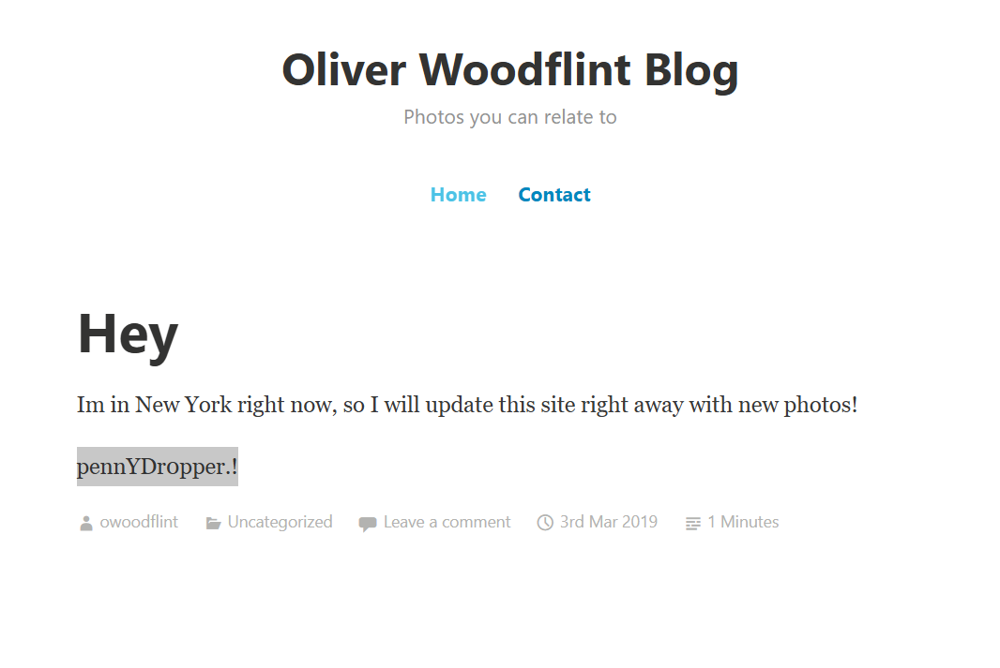 Oliver Woodflint Blog
Photos you can relate to
Home Contact
Hey
Im in New York right now, so I will update this site right away with new photos!
pennYDr0pper.!
owoodflint Uncategorized Leave a comment 3rd Mar 2019 1 Minutes